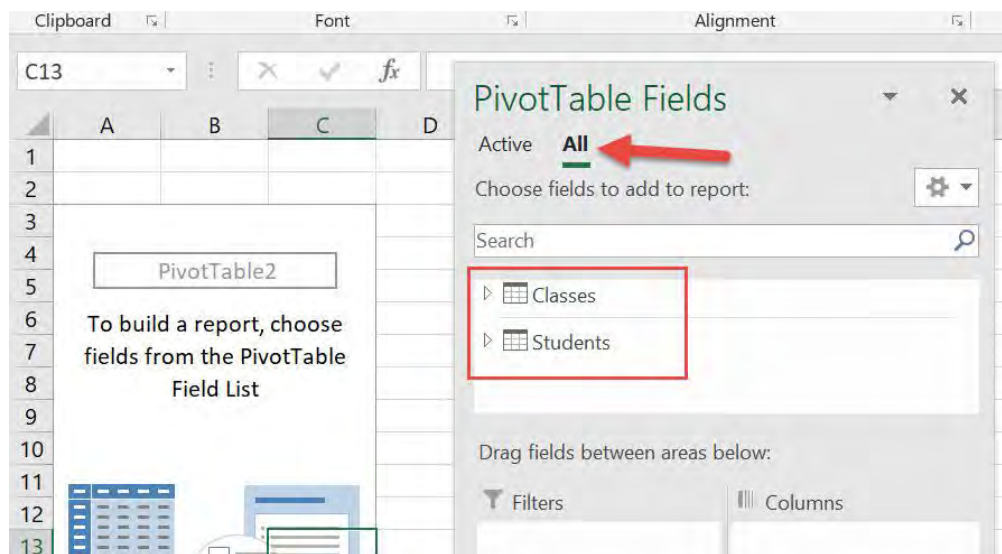 Clipboard Font Alignment
C13 fx
PivotTable Fields
A B C D
Active All
Choose fields to add to report:
Search
1
2
3
4
5
6
7
8
9
10
11
12
13
PivotTable2
To build a report, choose
fields from the PivotTable
Field List
Classes
Students
Drag fields between areas below:
Filters Columns